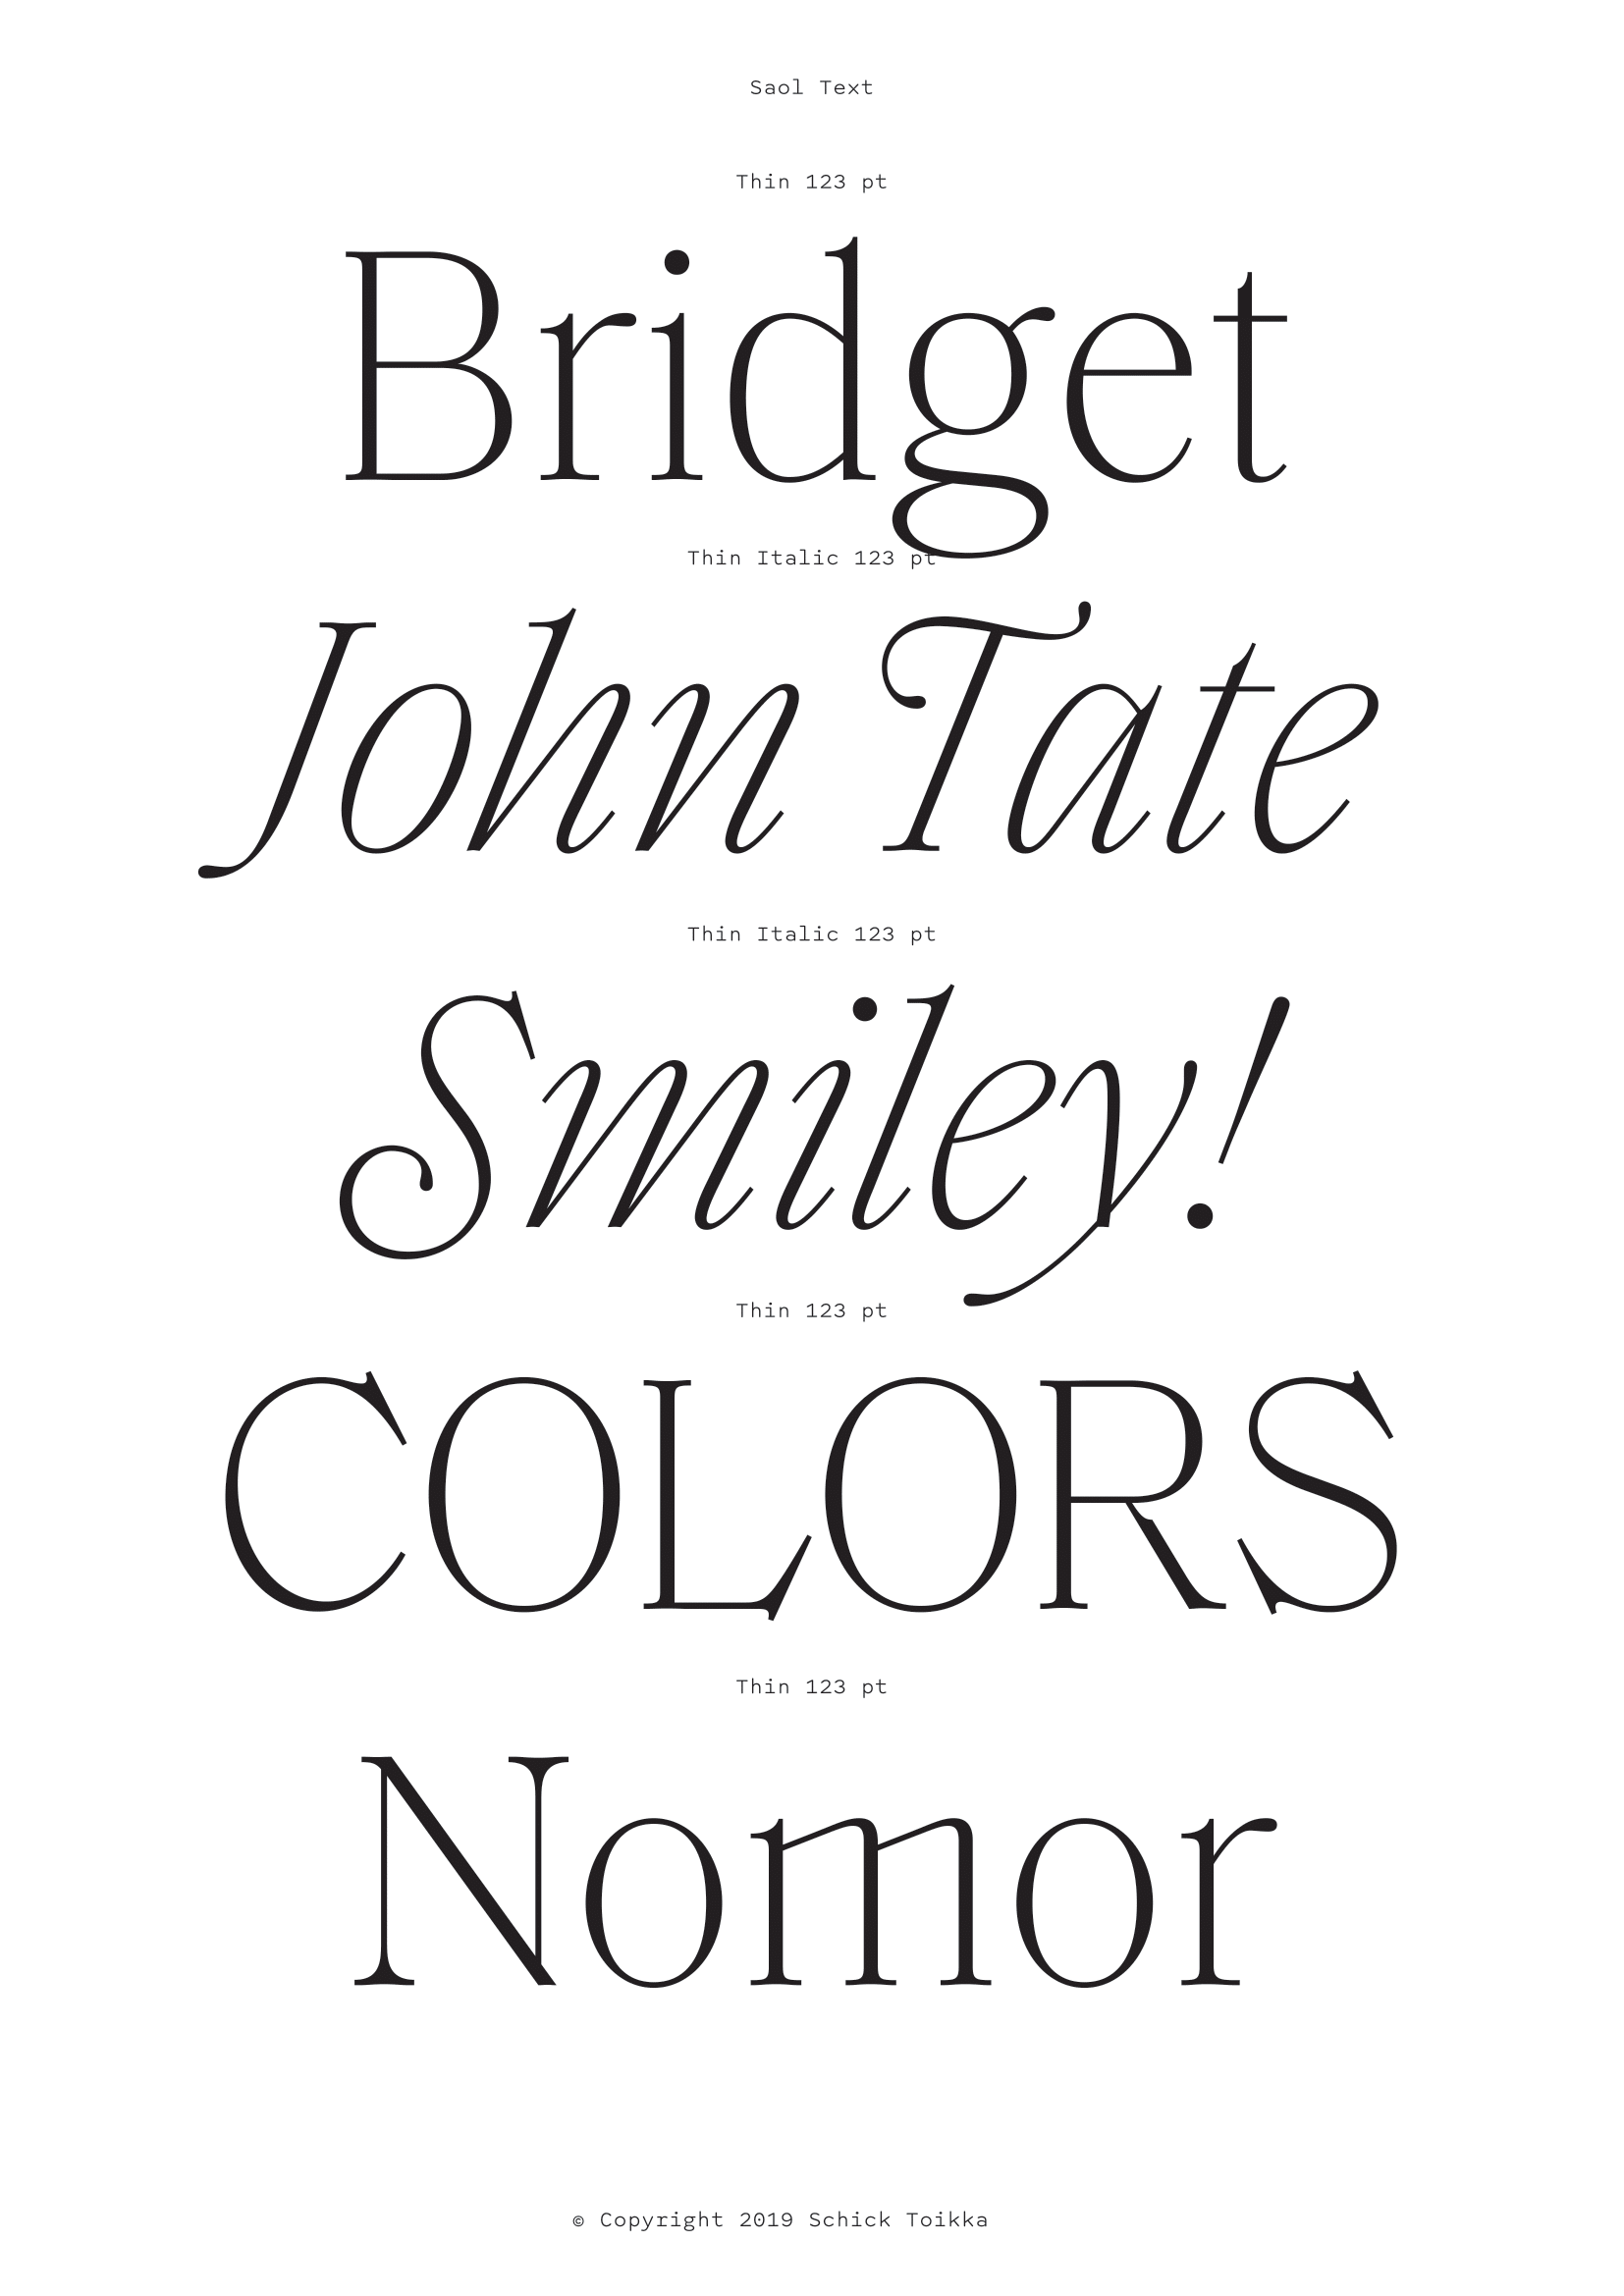 Saol Text
Thin 123 pt
Bridget
Thin Italic 123 pt
John Tate
Thin Italic 123 pt
Smiley!
Thin 123 pt
COLORS
Thin 123 pt
Nomor
© Copyright 2019 Schick Toikka